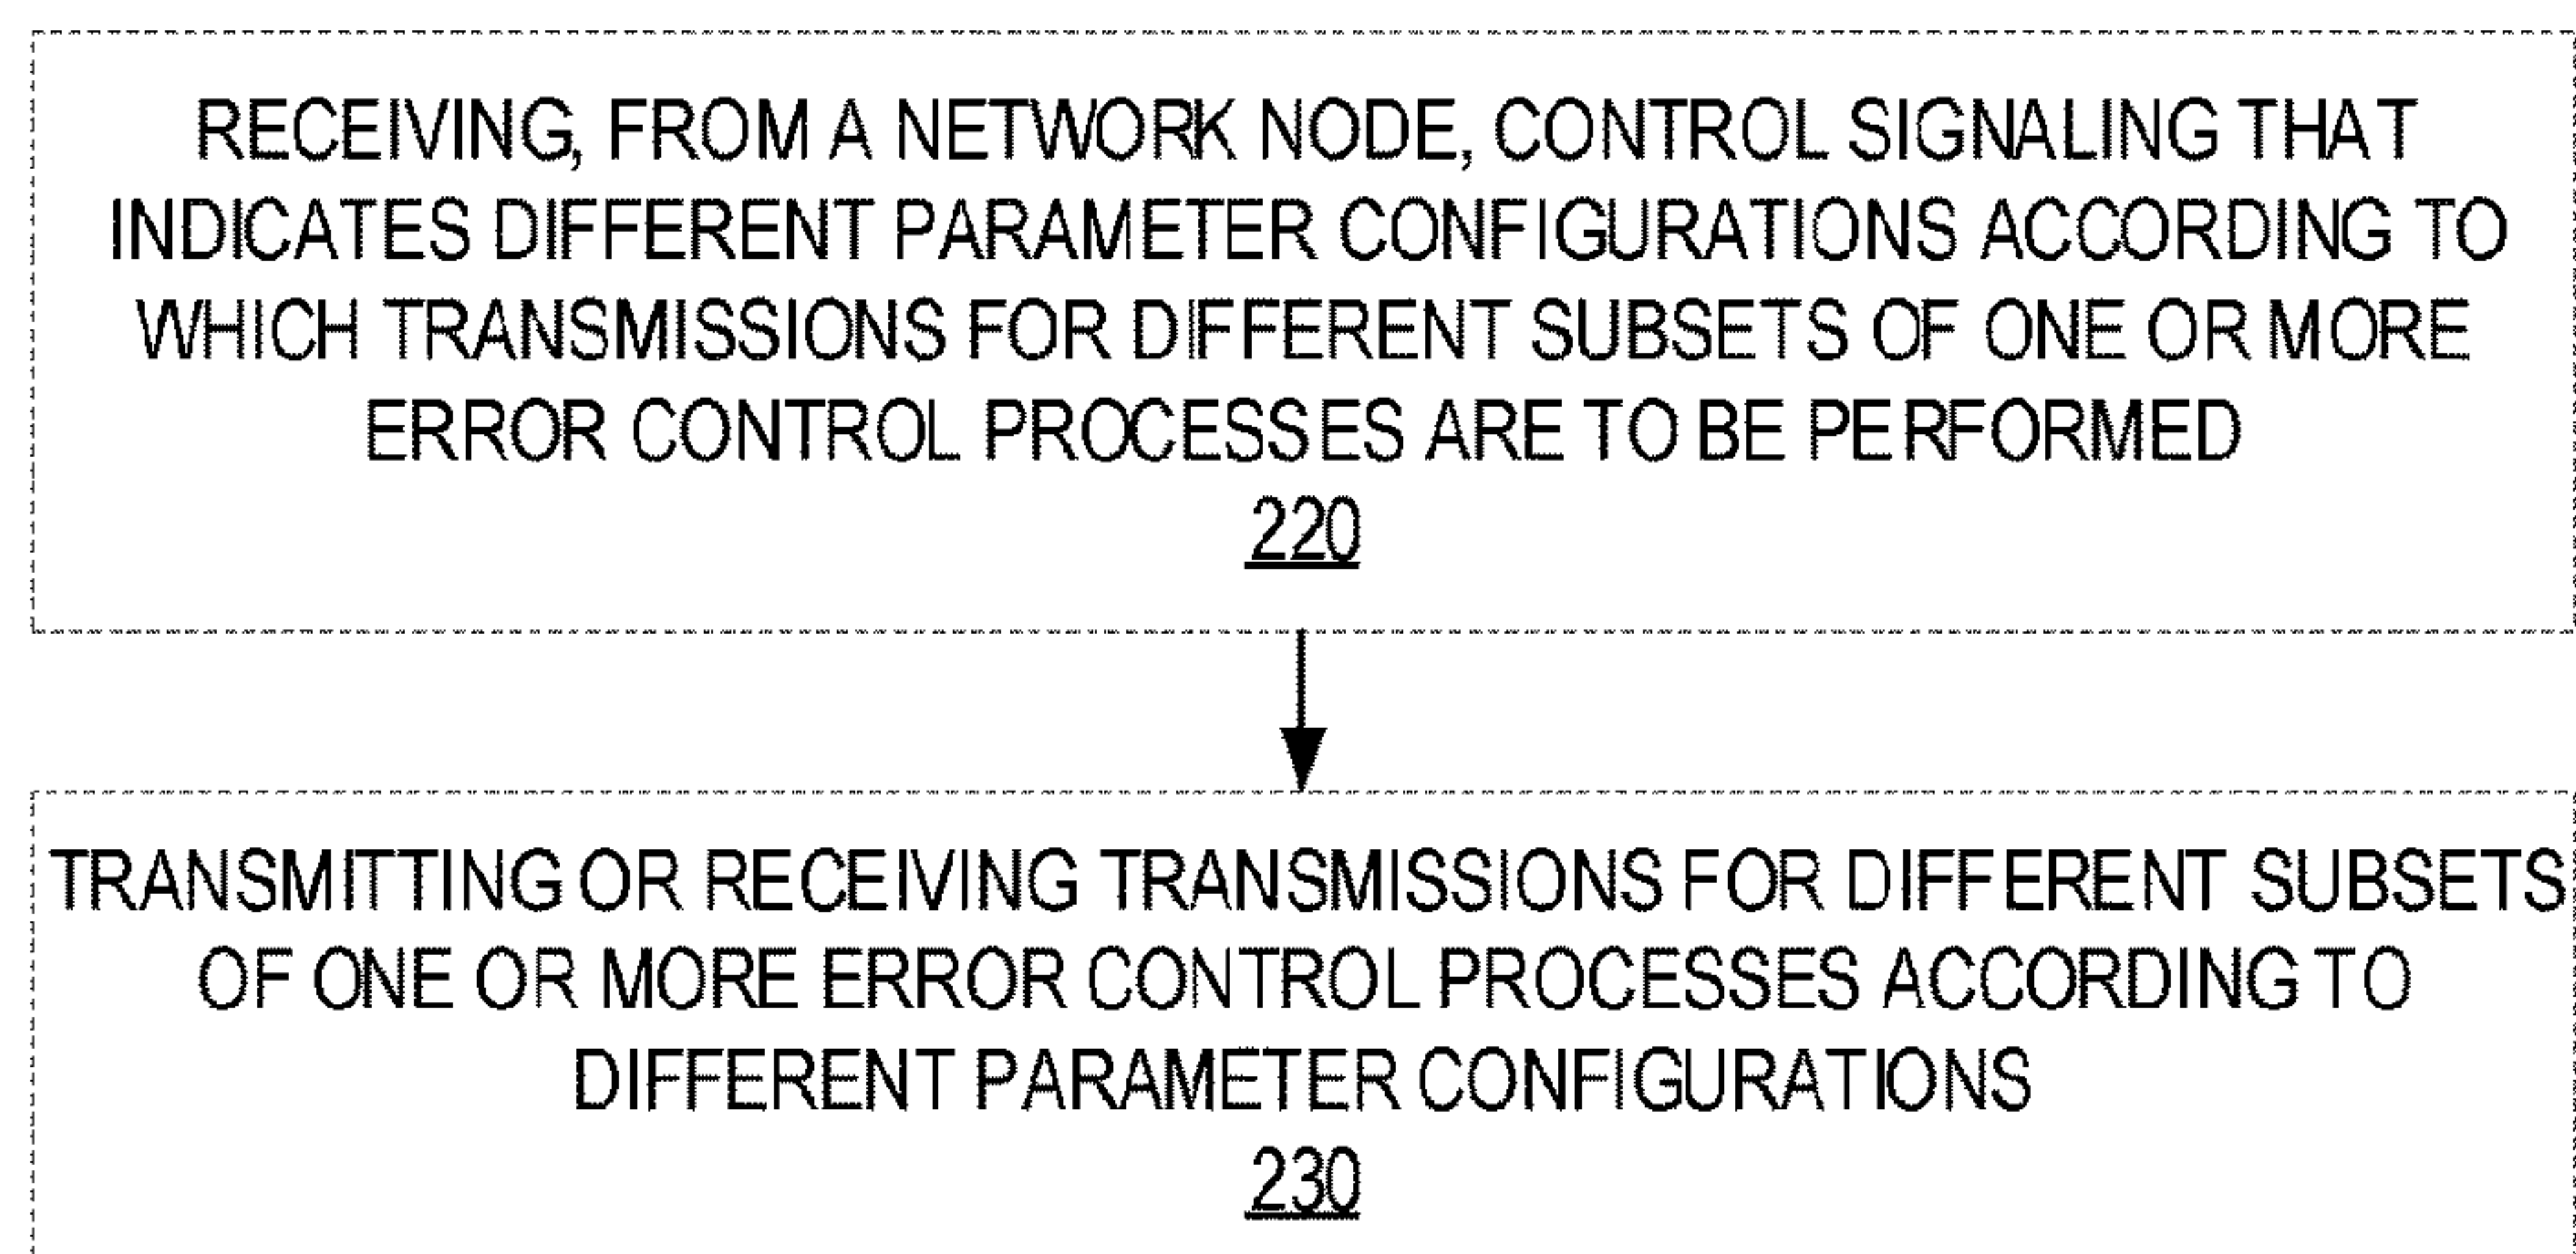 RECEIVING, FROM A NETWORK NODE, CONTROL SIGNALING THAT
INDICATES DIFFERENT PARAMETER CONFIGURATIONS ACCORDING TO
WHICH TRANSMISSIONS FOR DIFFERENT SUBSETS OF ONE OR MORE
ERROR CONTROL PROCESSES ARE TO BE PERFORMED
220
TRANSMITTING OR RECEIVING TRANSMISSIONS FOR DIFFERENT SUBSETS
OF ONE OR MORE ERROR CONTROL PROCESSES ACCORDING TO
DIFFERENT PARAMETER CONFIGURATIONS
230